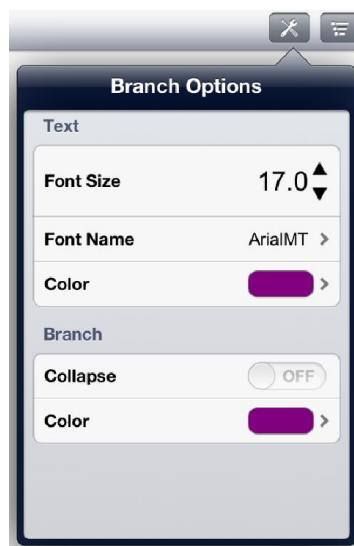 Branch Options
Text
Font Size 17.0
Font Name ArialMT >
Color >
Branch
Collapse OFF
Color >